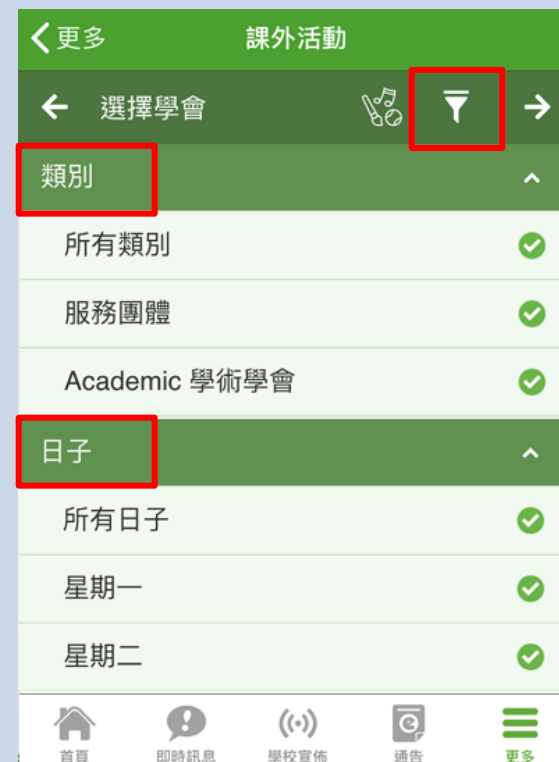 更多 課外活動
選擇學會
類別
所有類別
服務團體
Academic 學術學會
日子
所有日子
星期一
星期二
首頁 即時訊息 學校宣佈 通告 更多